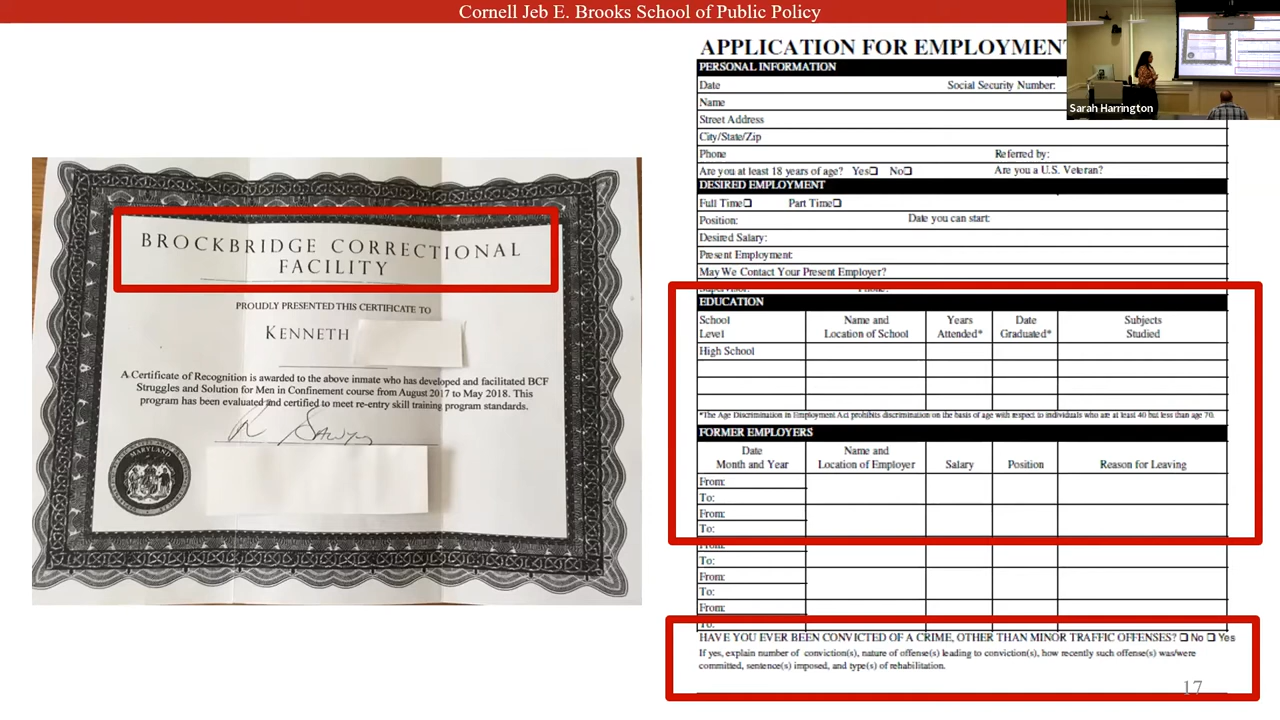 Cornell Jeb E. Brooks School of Public Policy
BROCKBRIDGE CORRECTIONAL
FACILITY
PROUDLY PRESENTED THIS CERTIFICATE TO
KENNETH
A Certificate of Recognition is awarded to the above inmate who has developed and facilitated BCF
Struggles and Solution for Men in Confinement course from August 2017 to May 2018. This
program has been evaluated and certified to meet re-entry skill training program standards.
MARYLAND
APPLICATION FOR EMPLOYMENT
PERSONAL INFORMATION
Date Social Security Number:
Name
Street Address
City/State/Zip
Phone Referred by:
Are you at least 18 years of age? Yes☐ No☐ Are you a U.S. Veteran?
DESIRED EMPLOYMENT
Full Time☐ Part Time☐
Position: Date you can start:
Desired Salary:
Present Employment:
May We Contact Your Present Employer?
Supervisor: Phone:
EDUCATION
School Name and Years Date Subjects
Level Location of School Attended* Graduated* Studied
High School
*The Age Discrimination in Employment Act prohibits discrimination on the basis of age with respect to individuals who are at least 40 but less than age 70.
FORMER EMPLOYERS
Date Name and
Month and Year Location of Employer Salary Position Reason for Leaving
From:
To:
From:
To:
From:
To:
From:
To:
From:
To:
HAVE YOU EVER BEEN CONVICTED OF A CRIME, OTHER THAN MINOR TRAFFIC OFFENSES? ☐ No ☐ Yes
If yes, explain number of conviction(s), nature of offense(s) leading to conviction(s), how recently such offense(s) was/were
committed, sentence(s) imposed, and type(s) of rehabilitation.
17
Sarah Harrington